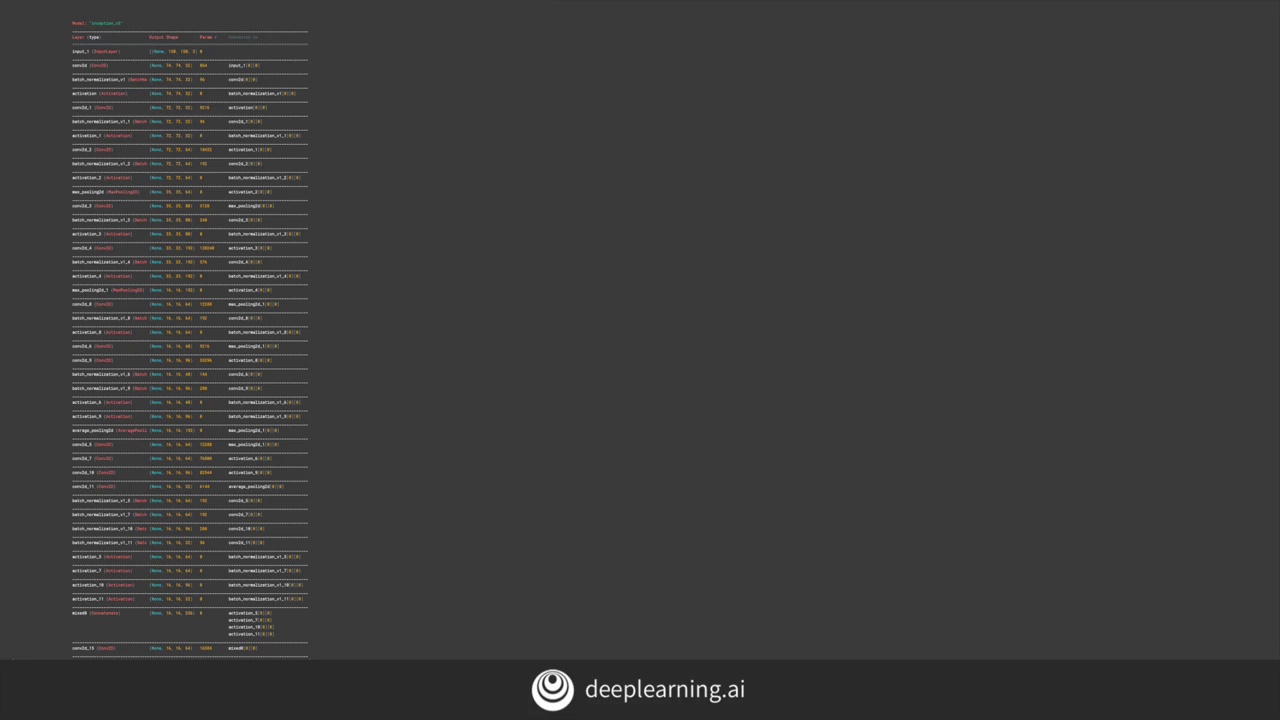 Model: "inception_v3"
Layer (type) Output Shape Param # Connected to
input_1 (InputLayer) [(None, 150, 150, 3) 0
conv2d (Conv2D) (None, 74, 74, 32) 864 input_1[0][0]
batch_normalization_v1 (BatchNo (None, 74, 74, 32) 96 conv2d[0][0]
activation (Activation) (None, 74, 74, 32) 0 batch_normalization_v1[0][0]
conv2d_1 (Conv2D) (None, 72, 72, 32) 9216 activation[0][0]
batch_normalization_v1_1 (Batch (None, 72, 72, 32) 96 conv2d_1[0][0]
activation_1 (Activation) (None, 72, 72, 32) 0 batch_normalization_v1_1[0][0]
conv2d_2 (Conv2D) (None, 72, 72, 64) 18432 activation_1[0][0]
batch_normalization_v1_2 (Batch (None, 72, 72, 64) 192 conv2d_2[0][0]
activation_2 (Activation) (None, 72, 72, 64) 0 batch_normalization_v1_2[0][0]
max_pooling2d (MaxPooling2D) (None, 35, 35, 64) 0 activation_2[0][0]
conv2d_3 (Conv2D) (None, 35, 35, 80) 5120 max_pooling2d[0][0]
batch_normalization_v1_3 (Batch (None, 35, 35, 80) 240 conv2d_3[0][0]
activation_3 (Activation) (None, 35, 35, 80) 0 batch_normalization_v1_3[0][0]
conv2d_4 (Conv2D) (None, 33, 33, 192) 138240 activation_3[0][0]
batch_normalization_v1_4 (Batch (None, 33, 33, 192) 576 conv2d_4[0][0]
activation_4 (Activation) (None, 33, 33, 192) 0 batch_normalization_v1_4[0][0]
max_pooling2d_1 (MaxPooling2D) (None, 16, 16, 192) 0 activation_4[0][0]
conv2d_8 (Conv2D) (None, 16, 16, 64) 12288 max_pooling2d_1[0][0]
batch_normalization_v1_8 (Batch (None, 16, 16, 64) 192 conv2d_8[0][0]
activation_8 (Activation) (None, 16, 16, 64) 0 batch_normalization_v1_8[0][0]
conv2d_6 (Conv2D) (None, 16, 16, 48) 9216 max_pooling2d_1[0][0]
conv2d_9 (Conv2D) (None, 16, 16, 96) 55296 activation_8[0][0]
batch_normalization_v1_6 (Batch (None, 16, 16, 48) 144 conv2d_6[0][0]
batch_normalization_v1_9 (Batch (None, 16, 16, 96) 288 conv2d_9[0][0]
activation_6 (Activation) (None, 16, 16, 48) 0 batch_normalization_v1_6[0][0]
activation_9 (Activation) (None, 16, 16, 96) 0 batch_normalization_v1_9[0][0]
average_pooling2d (AveragePooli (None, 16, 16, 192) 0 max_pooling2d_1[0][0]
conv2d_5 (Conv2D) (None, 16, 16, 64) 12288 max_pooling2d_1[0][0]
conv2d_7 (Conv2D) (None, 16, 16, 64) 76800 activation_6[0][0]
conv2d_10 (Conv2D) (None, 16, 16, 96) 82944 activation_9[0][0]
conv2d_11 (Conv2D) (None, 16, 16, 32) 6144 average_pooling2d[0][0]
batch_normalization_v1_5 (Batch (None, 16, 16, 64) 192 conv2d_5[0][0]
batch_normalization_v1_7 (Batch (None, 16, 16, 64) 192 conv2d_7[0][0]
batch_normalization_v1_10 (Batc (None, 16, 16, 96) 288 conv2d_10[0][0]
batch_normalization_v1_11 (Batc (None, 16, 16, 32) 96 conv2d_11[0][0]
activation_5 (Activation) (None, 16, 16, 64) 0 batch_normalization_v1_5[0][0]
activation_7 (Activation) (None, 16, 16, 64) 0 batch_normalization_v1_7[0][0]
activation_10 (Activation) (None, 16, 16, 96) 0 batch_normalization_v1_10[0][0]
activation_11 (Activation) (None, 16, 16, 32) 0 batch_normalization_v1_11[0][0]
mixed0 (Concatenate) (None, 16, 16, 256) 0 activation_5[0][0]
activation_7[0][0]
activation_10[0][0]
activation_11[0][0]
conv2d_15 (Conv2D) (None, 16, 16, 64) 16384 mixed0[0][0]
deeplearning.ai